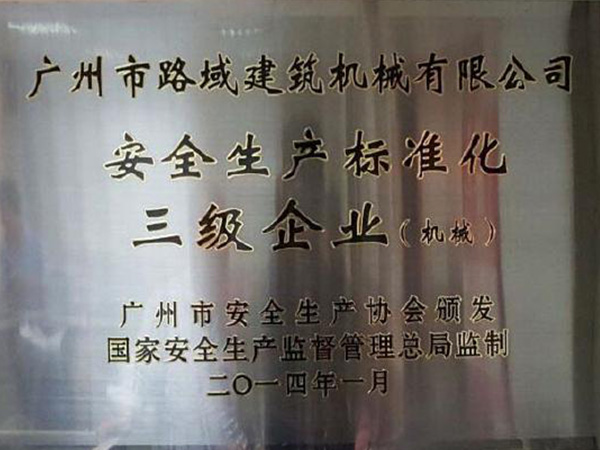 广州市路域建筑机械有限公司
安全生产标准化
三级企业（机械）
广州市安全生产协会颁发
国家安全生产监督管理总局监制
二〇一四年一月